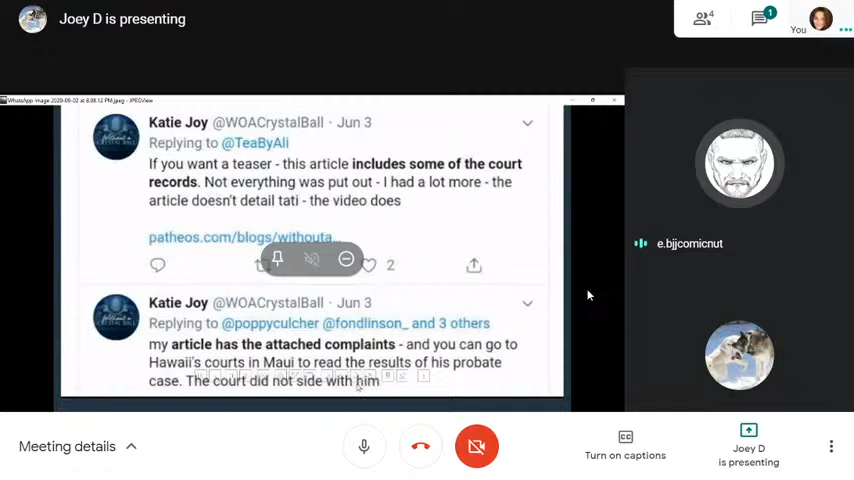 Joey D is presenting
4
1
You
WhatsApp Image 2020-09-02 at 8.06.12 PM.jpeg - JPEGView
Katie Joy @WOACrystalBall · Jun 3
Replying to @TeaByAli
If you want a teaser - this article includes some of the court
records. Not everything was put out - I had a lot more - the
article doesn't detail tati - the video does
patheos.com/blogs/withouta...
2
Katie Joy @WOACrystalBall · Jun 3
Replying to @poppyculcher @fondlinson_ and 3 others
my article has the attached complaints - and you can go to
Hawaii's courts in Maui to read the results of his probate
case. The court did not side with him
e.bjjcomicnut
Meeting details
Turn on captions
Joey D
is presenting